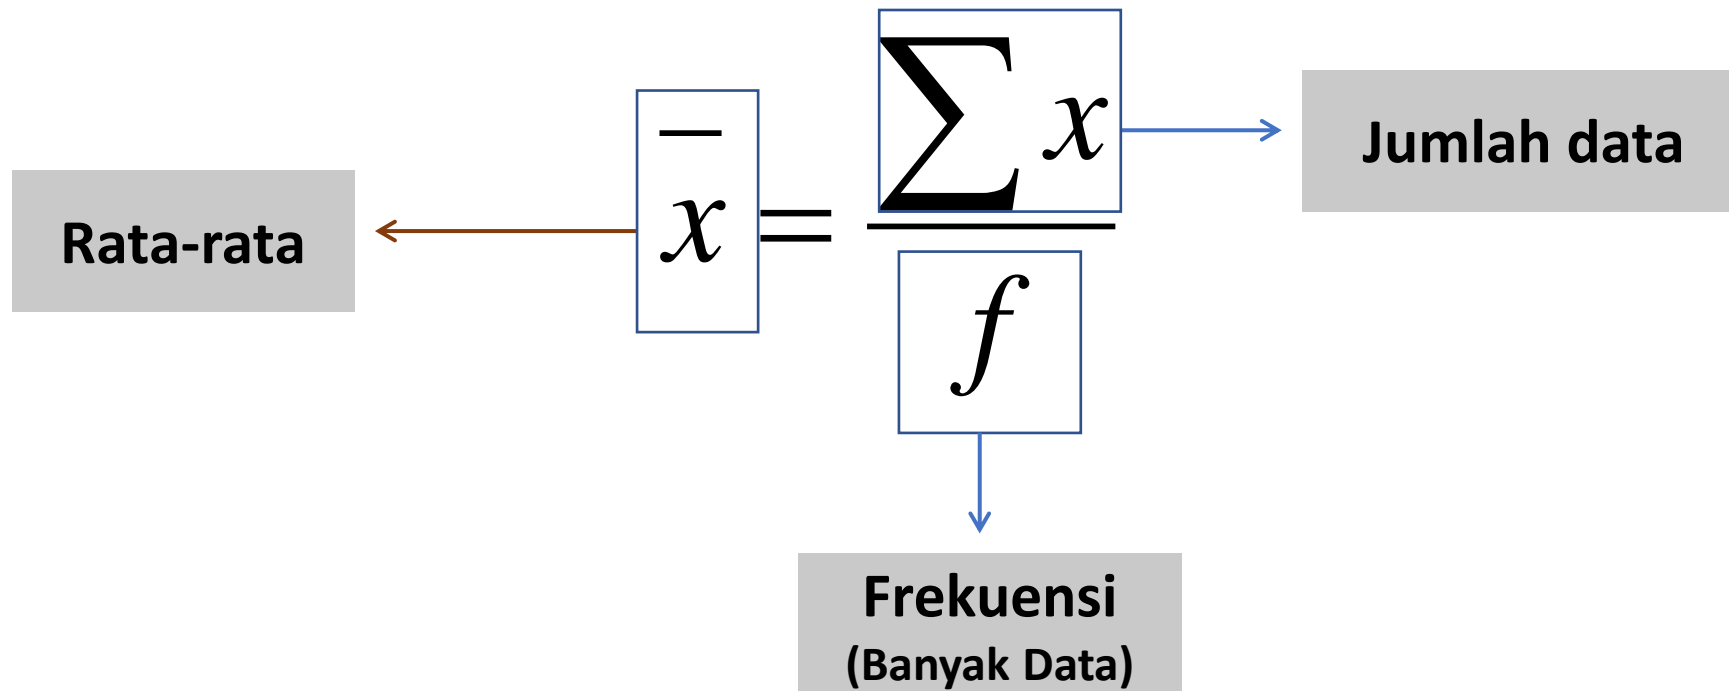 Rata-rata
x̄ = ∑x / f
Jumlah data
Frekuensi
(Banyak Data)